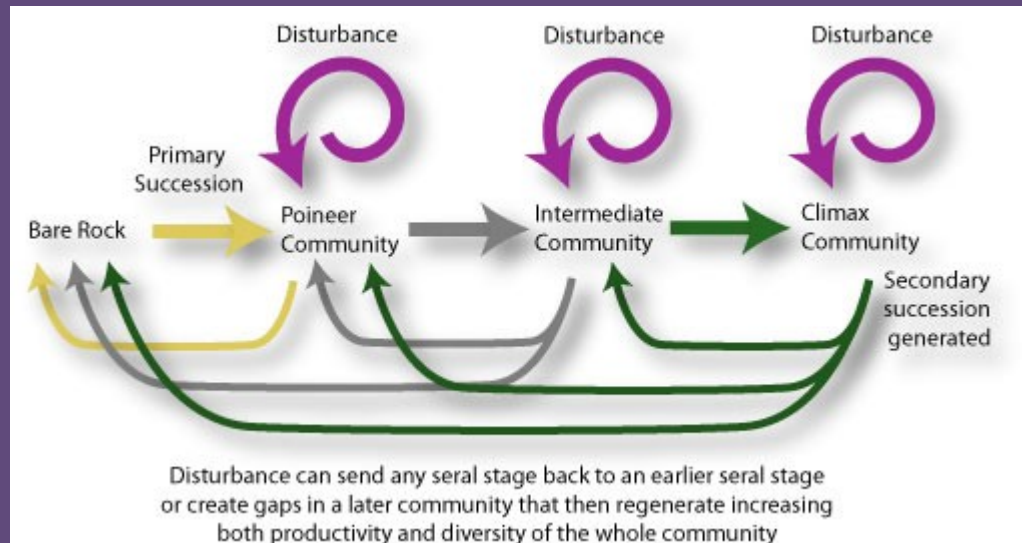 Disturbance
Disturbance
Disturbance
Primary
Succession
Bare Rock
Poineer
Community
Intermediate
Community
Climax
Community
Secondary
succession
generated
Disturbance can send any seral stage back to an earlier seral stage
or create gaps in a later community that then regenerate increasing
both productivity and diversity of the whole community